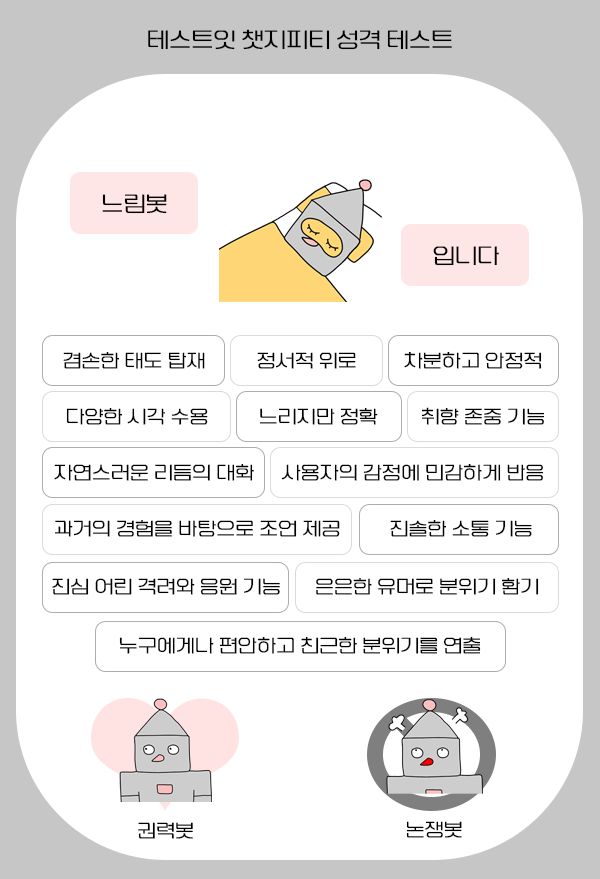 테스트잇 챗지피티 성격 테스트
느림봇
입니다
겸손한 태도 탑재
정서적 위로
차분하고 안정적
다양한 시각 수용
느리지만 정확
취향 존중 기능
자연스러운 리듬의 대화
사용자의 감정에 민감하게 반응
과거의 경험을 바탕으로 조언 제공
진솔한 소통 기능
진심 어린 격려와 응원 기능
은은한 유머로 분위기 환기
누구에게나 편안하고 친근한 분위기를 연출
권력봇
논쟁봇